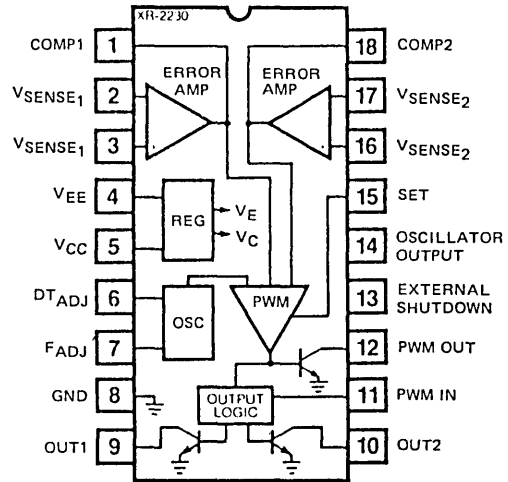 XR-2230
COMP1 1
18 COMP2
ERROR AMP
ERROR AMP
VSENSE1 2
17 VSENSE2
VSENSE1 3
16 VSENSE2
VEE 4
15 SET
REG
VE
VC
VCC 5
14 OSCILLATOR OUTPUT
DTADJ 6
13 EXTERNAL SHUTDOWN
OSC
PWM
FADJ 7
12 PWM OUT
GND 8
11 PWM IN
OUTPUT LOGIC
OUT1 9
10 OUT2